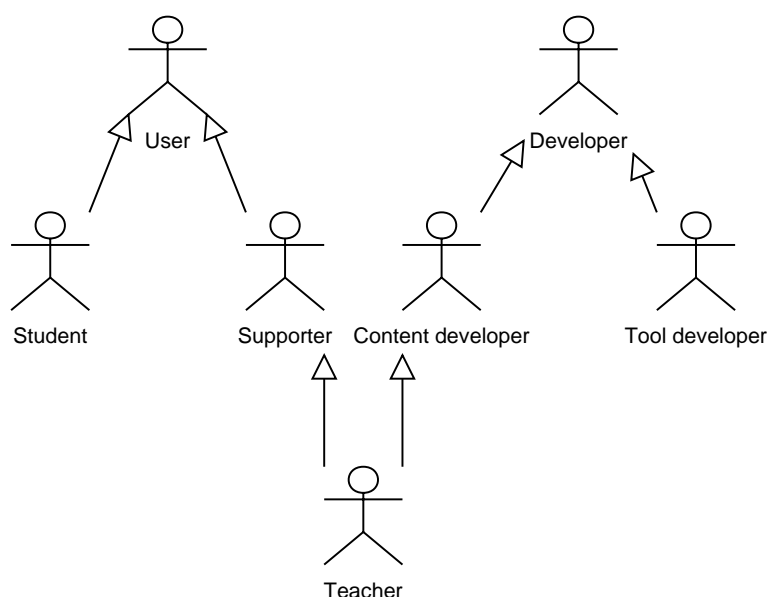 User
Developer
Student
Supporter
Content developer
Tool developer
Teacher